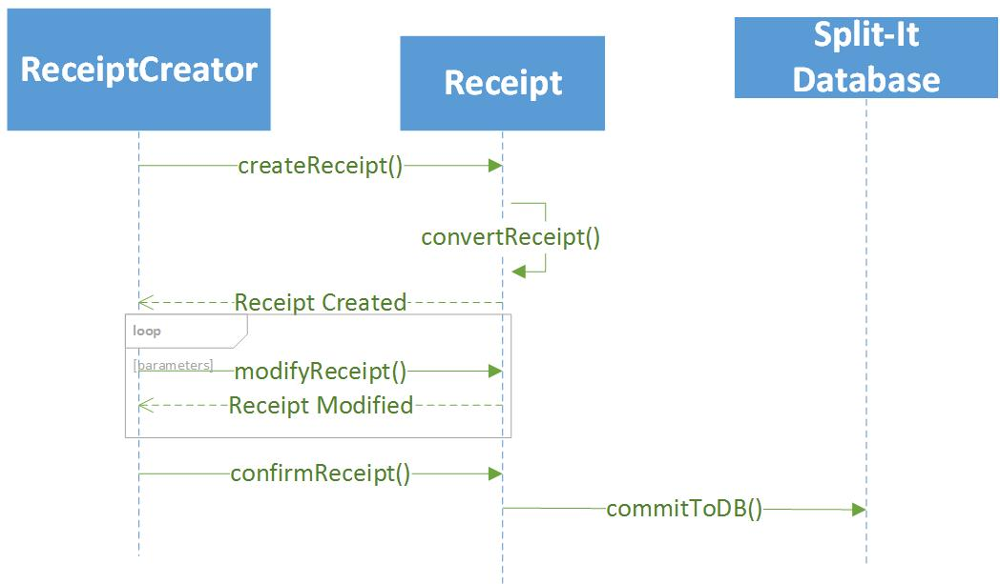 ReceiptCreator
Receipt
Split-It
Database
createReceipt()
convertReceipt()
Receipt Created
loop
[parameters]
modifyReceipt()
Receipt Modified
confirmReceipt()
commitToDB()